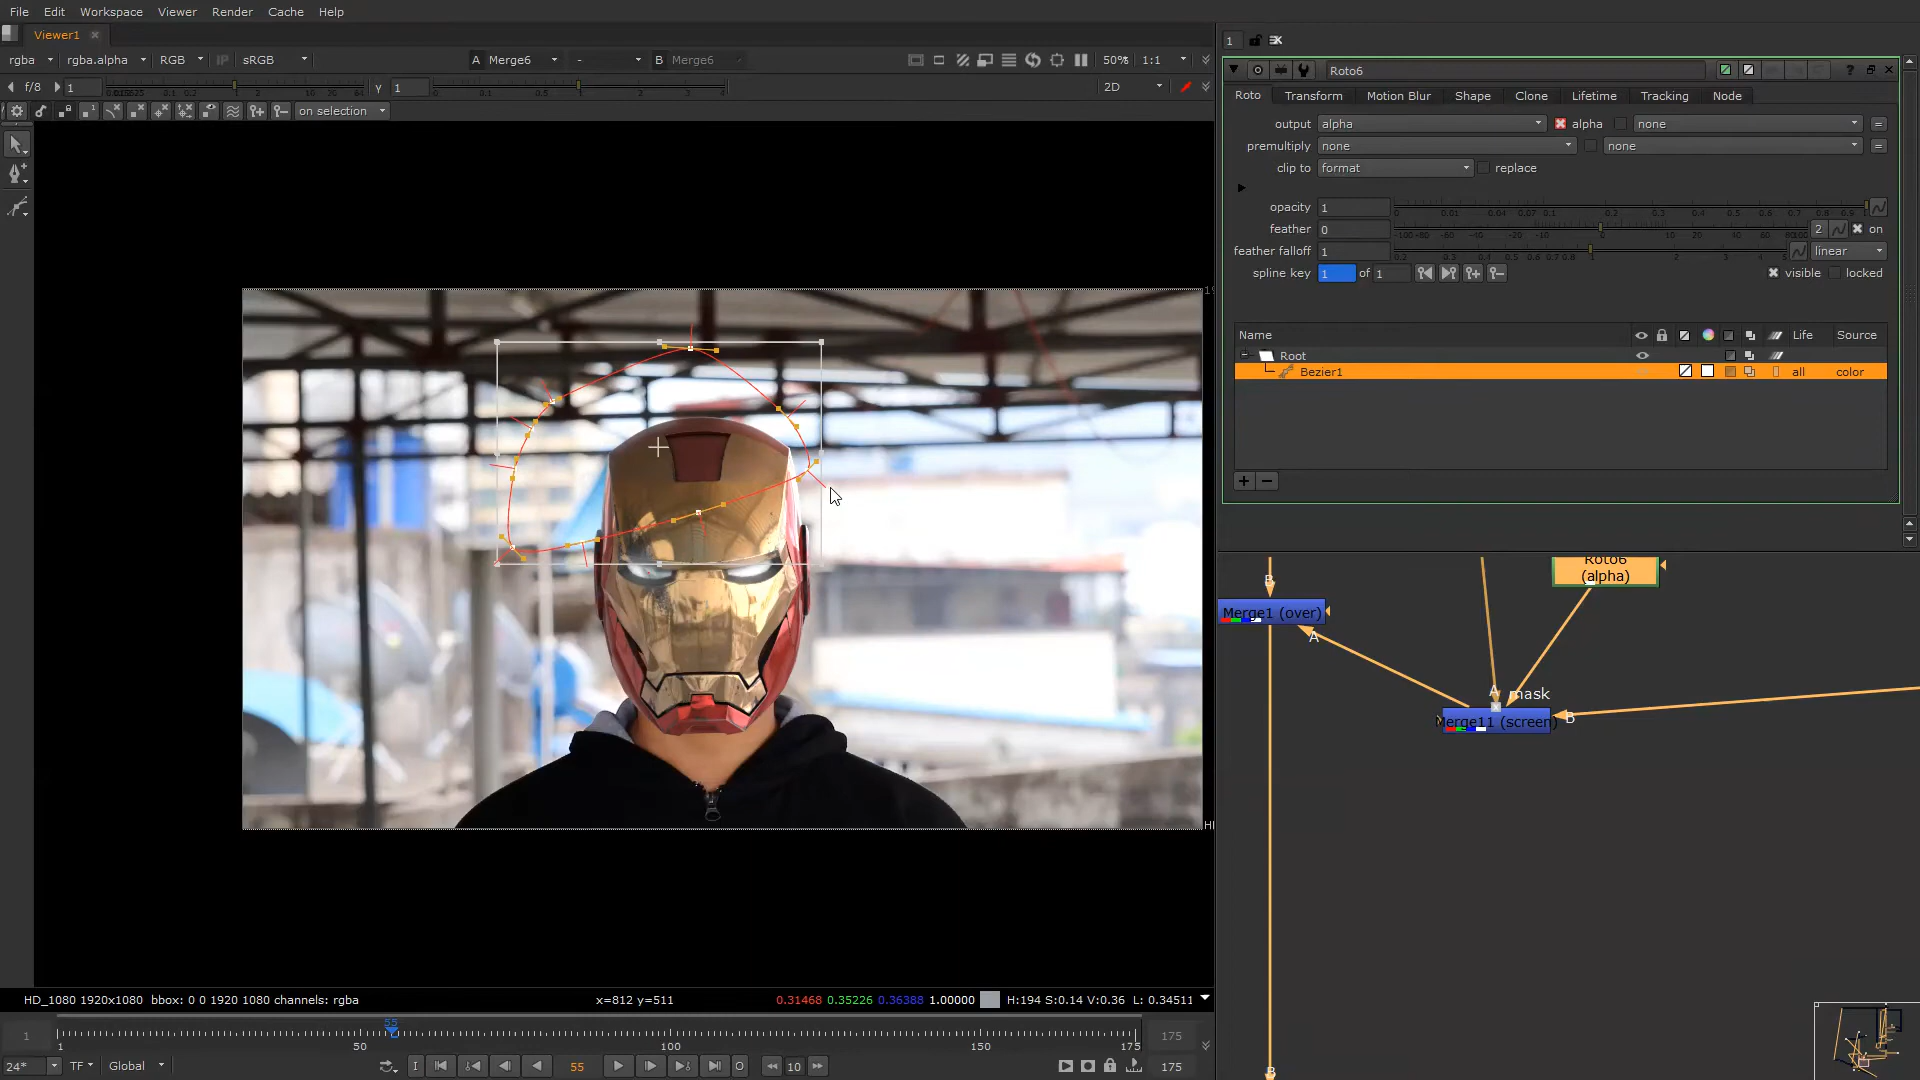 File Edit Workspace Viewer Render Cache Help
Viewer1
1
rgba rgba.alpha RGB IP sRGB A Merge6 - B Merge6 50% 1:1
Roto6
f/8 1 Y 1 2D
Roto Transform Motion Blur Shape Clone Lifetime Tracking Node
on selection
output alpha alpha none =
premultiply none none =
clip to format replace
opacity 1
feather 0 2 on
feather falloff 1 linear
spline key 1 of 1 visible locked
Name Life Source
Root
Bezier1 all color
+ −
Roto6
(alpha)
B
Merge1 (over)
A
A mask
Merge11 (screen) B
B
HD_1080 1920x1080 bbox: 0 0 1920 1080 channels: rgba x=812 y=511 0.31468 0.35226 0.36388 1.00000 H:194 S:0.14 V:0.36 L: 0.34511
55
1 175
1 50 100 150 175
24* TF Global I 55 O 10 175